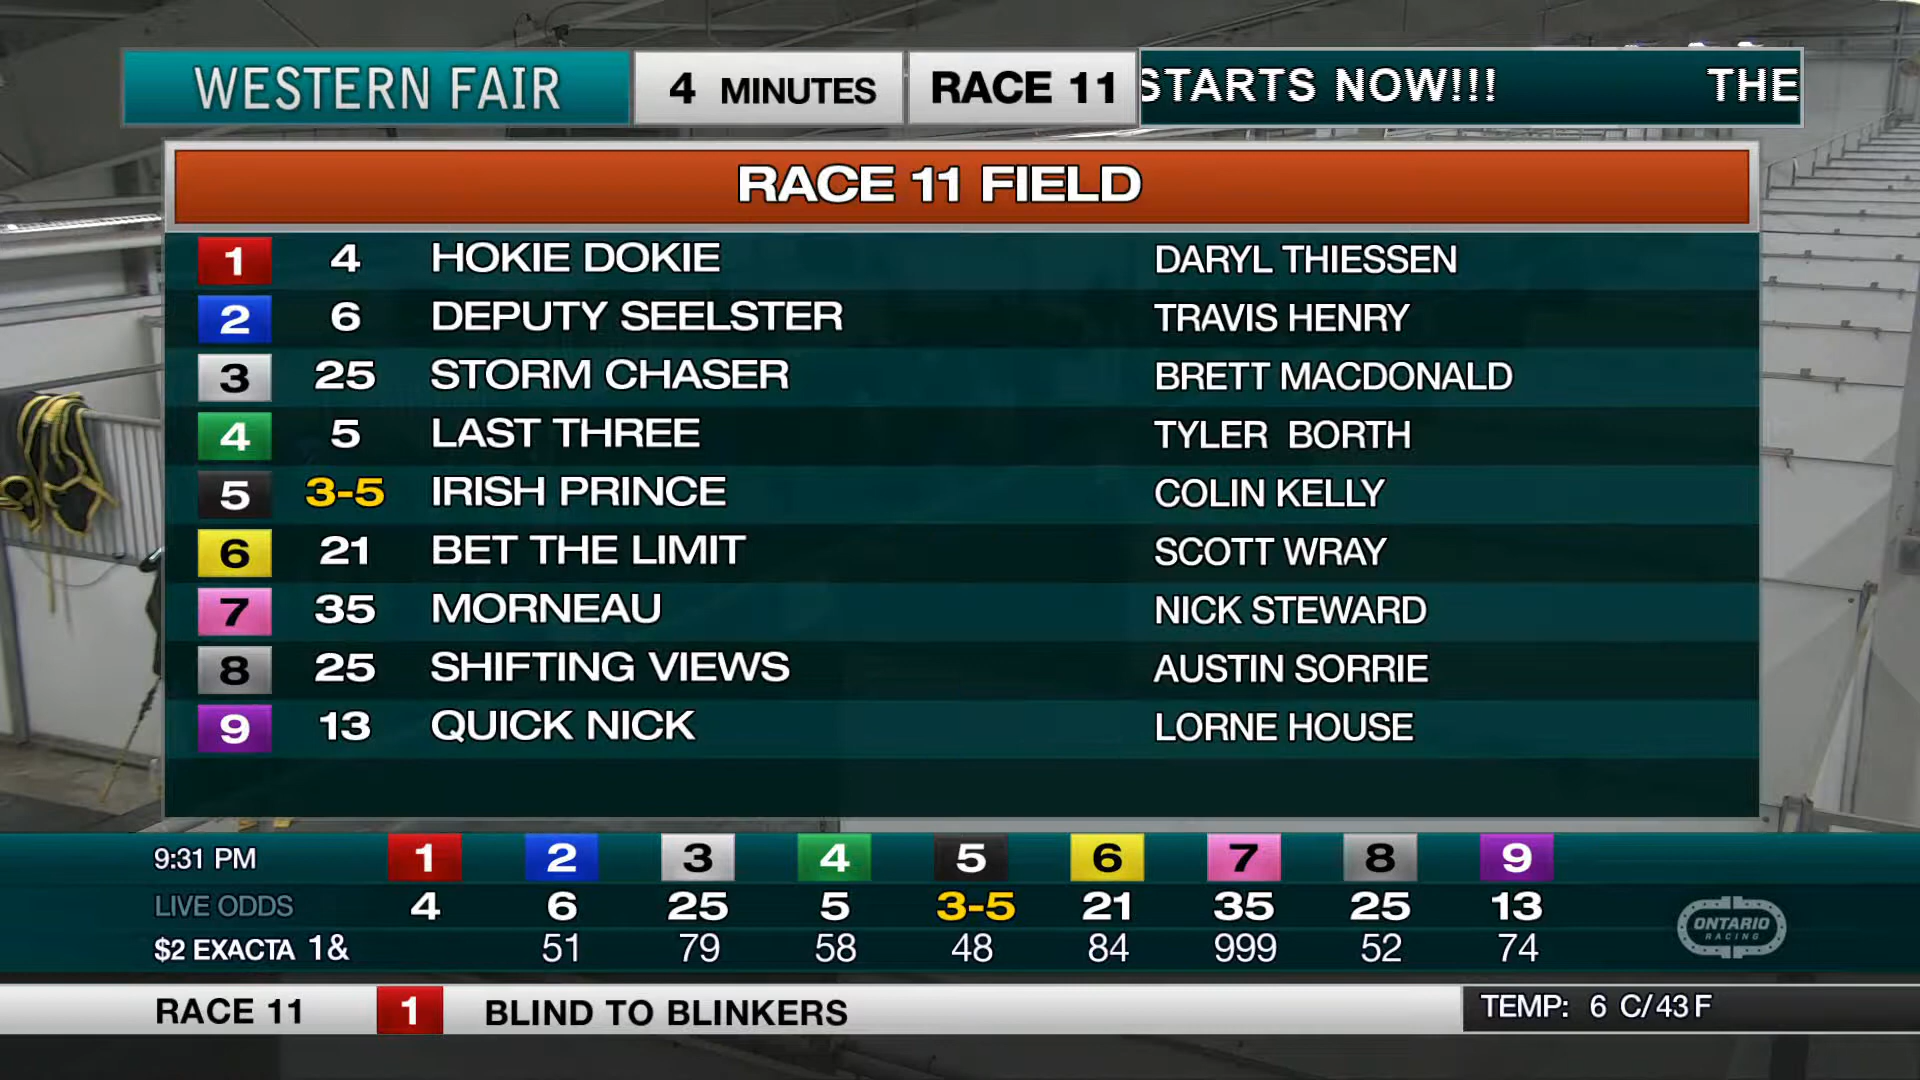 WESTERN FAIR 4 MINUTES RACE 11 STARTS NOW!!! THE
RACE 11 FIELD
1 4 HOKIE DOKIE DARYL THIESSEN
2 6 DEPUTY SEELSTER TRAVIS HENRY
3 25 STORM CHASER BRETT MACDONALD
4 5 LAST THREE TYLER BORTH
5 3-5 IRISH PRINCE COLIN KELLY
6 21 BET THE LIMIT SCOTT WRAY
7 35 MORNEAU NICK STEWARD
8 25 SHIFTING VIEWS AUSTIN SORRIE
9 13 QUICK NICK LORNE HOUSE
9:31 PM 1 2 3 4 5 6 7 8 9
LIVE ODDS 4 6 25 5 3-5 21 35 25 13
$2 EXACTA 1& 51 79 58 48 84 999 52 74
ONTARIO
RACING
RACE 11 1 BLIND TO BLINKERS TEMP: 6 C/43 F